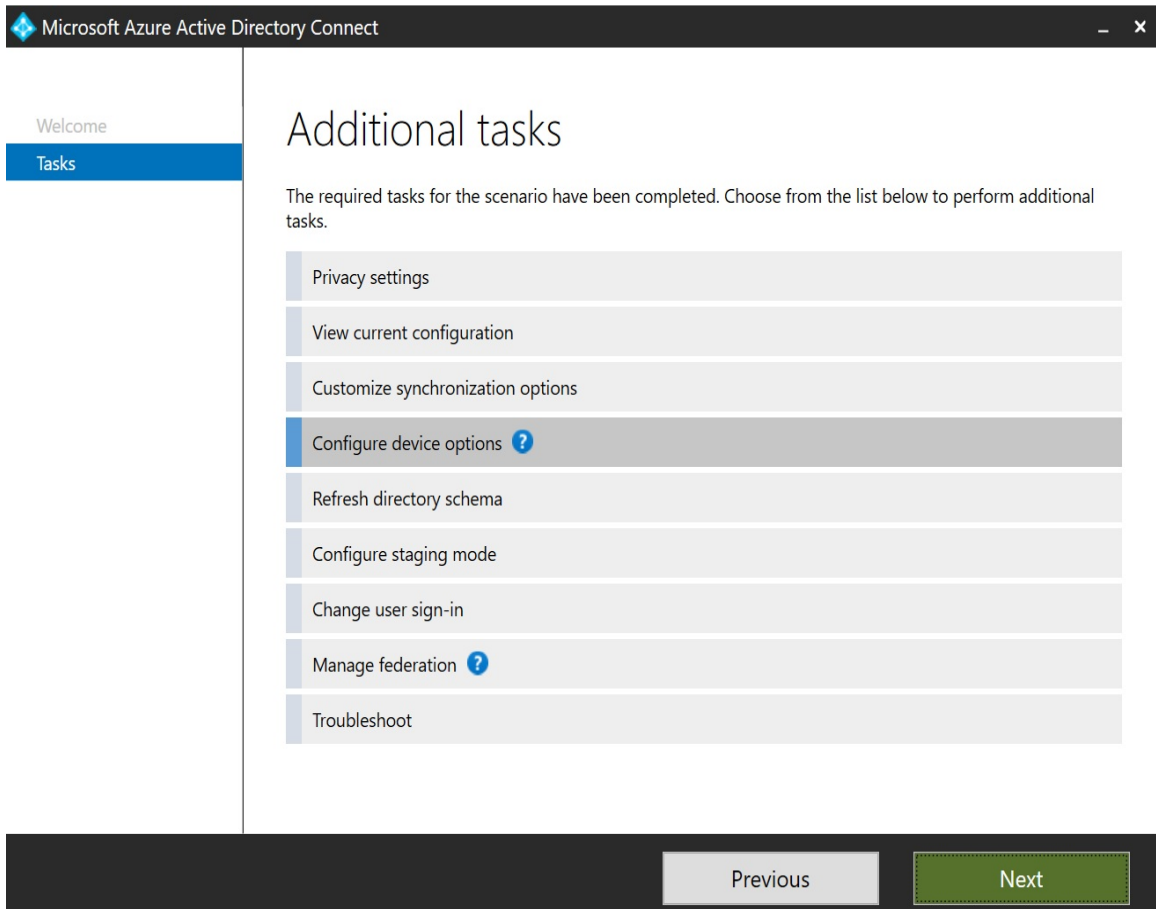 Microsoft Azure Active Directory Connect
Welcome
Tasks
Additional tasks
The required tasks for the scenario have been completed. Choose from the list below to perform additional
tasks.
Privacy settings
View current configuration
Customize synchronization options
Configure device options ?
Refresh directory schema
Configure staging mode
Change user sign-in
Manage federation ?
Troubleshoot
Previous
Next